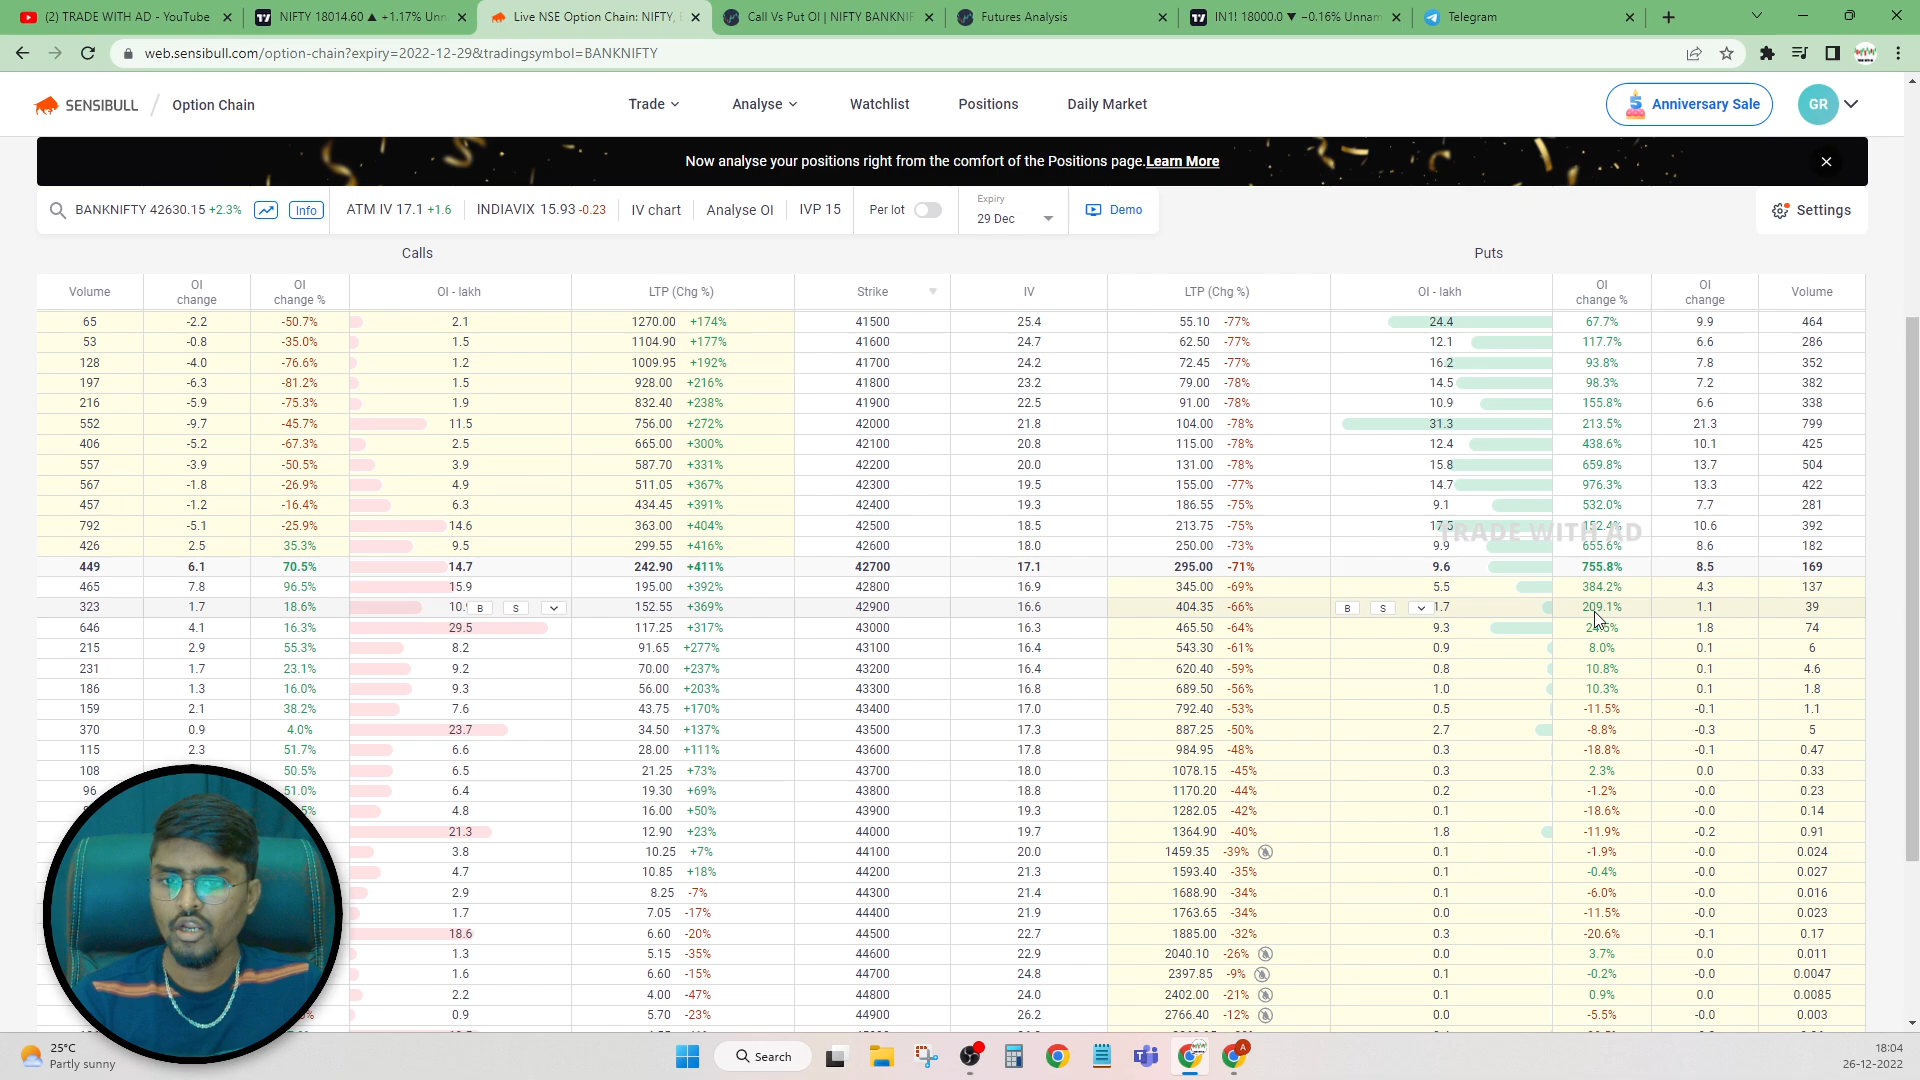 (2) TRADE WITH AD - YouTube
NIFTY 18014.60 ▲ +1.17% Unn
Live NSE Option Chain: NIFTY,
Call Vs Put OI | NIFTY BANKNIF
Futures Analysis
IN1! 18000.0 ▼ −0.16% Unnam
Telegram
web.sensibull.com/option-chain?expiry=2022-12-29&tradingsymbol=BANKNIFTY
SENSIBULL / Option Chain
Trade Analyse Watchlist Positions Daily Market
5 Anniversary Sale GR
Now analyse your positions right from the comfort of the Positions page.Learn More
BANKNIFTY 42630.15 +2.3% Info ATM IV 17.1 +1.6 INDIAVIX 15.93 -0.23 IV chart Analyse OI IVP 15 Per lot Expiry 29 Dec Demo Settings
Calls Puts
Volume OI change OI change % OI - lakh LTP (Chg %) Strike IV LTP (Chg %) OI - lakh OI change % OI change Volume
65 -2.2 -50.7% 2.1 1270.00 +174% 41500 25.4 55.10 -77% 24.4 67.7% 9.9 464
53 -0.8 -35.0% 1.5 1104.90 +177% 41600 24.7 62.50 -77% 12.1 117.7% 6.6 286
128 -4.0 -76.6% 1.2 1009.95 +192% 41700 24.2 72.45 -77% 16.2 93.8% 7.8 352
197 -6.3 -81.2% 1.5 928.00 +216% 41800 23.2 79.00 -78% 14.5 98.3% 7.2 382
216 -5.9 -75.3% 1.9 832.40 +238% 41900 22.5 91.00 -78% 10.9 155.8% 6.6 338
552 -9.7 -45.7% 11.5 756.00 +272% 42000 21.8 104.00 -78% 31.3 213.5% 21.3 799
406 -5.2 -67.3% 2.5 665.00 +300% 42100 20.8 115.00 -78% 12.4 438.6% 10.1 425
557 -3.9 -50.5% 3.9 587.70 +331% 42200 20.0 131.00 -78% 15.8 659.8% 13.7 504
567 -1.8 -26.9% 4.9 511.05 +367% 42300 19.5 155.00 -77% 14.7 976.3% 13.3 422
457 -1.2 -16.4% 6.3 434.45 +391% 42400 19.3 186.55 -75% 9.1 532.0% 7.7 281
792 -5.1 -25.9% 14.6 363.00 +404% 42500 18.5 213.75 -75% 17.5 152.4% 10.6 392
TRADE WITH AD
426 2.5 35.3% 9.5 299.55 +416% 42600 18.0 250.00 -73% 9.9 655.6% 8.6 182
449 6.1 70.5% 14.7 242.90 +411% 42700 17.1 295.00 -71% 9.6 755.8% 8.5 169
465 7.8 96.5% 15.9 195.00 +392% 42800 16.9 345.00 -69% 5.5 384.2% 4.3 137
323 1.7 18.6% B S 152.55 +369% 42900 16.6 404.35 -66% B S 1.7 209.1% 1.1 39
646 4.1 16.3% 29.5 117.25 +317% 43000 16.3 465.50 -64% 9.3 1.8 74
215 2.9 55.3% 8.2 91.65 +277% 43100 16.4 543.30 -61% 0.9 8.0% 0.1 6
231 1.7 23.1% 9.2 70.00 +237% 43200 16.4 620.40 -59% 0.8 10.8% 0.1 4.6
186 1.3 16.0% 9.3 56.00 +203% 43300 16.8 689.50 -56% 1.0 10.3% 0.1 1.8
159 2.1 38.2% 7.6 43.75 +170% 43400 17.0 792.40 -53% 0.5 -11.5% -0.1 1.1
370 0.9 4.0% 23.7 34.50 +137% 43500 17.3 887.25 -50% 2.7 -8.8% -0.3 5
115 2.3 51.7% 6.6 28.00 +111% 43600 17.8 984.95 -48% 0.3 -18.8% -0.1 0.47
108 50.5% 6.5 21.25 +73% 43700 18.0 1078.15 -45% 0.3 2.3% 0.0 0.33
96 51.0% 6.4 19.30 +69% 43800 18.8 1170.20 -44% 0.2 -1.2% -0.0 0.23
4.8 16.00 +50% 43900 19.3 1282.05 -42% 0.1 -18.6% -0.0 0.14
21.3 12.90 +23% 44000 19.7 1364.90 -40% 1.8 -11.9% -0.2 0.91
3.8 10.25 +7% 44100 20.0 1459.35 -39% 0.1 -1.9% -0.0 0.024
4.7 10.85 +18% 44200 21.3 1593.40 -35% 0.1 -0.4% -0.0 0.027
2.9 8.25 -7% 44300 21.4 1688.90 -34% 0.1 -6.0% -0.0 0.016
1.7 7.05 -17% 44400 21.9 1763.65 -34% 0.0 -11.5% -0.0 0.023
18.6 6.60 -20% 44500 22.7 1885.00 -32% 0.3 -20.6% -0.1 0.17
1.3 5.15 -35% 44600 22.9 2040.10 -26% 0.0 3.7% 0.0 0.011
1.6 6.60 -15% 44700 24.8 2397.85 -9% 0.1 -0.2% -0.0 0.0047
2.2 4.00 -47% 44800 24.0 2402.00 -21% 0.1 0.9% 0.0 0.0085
0.9 5.70 -23% 44900 26.2 2766.40 -12% 0.0 -5.5% -0.0 0.003
25°C
Partly sunny
Search
18:04
26-12-2022